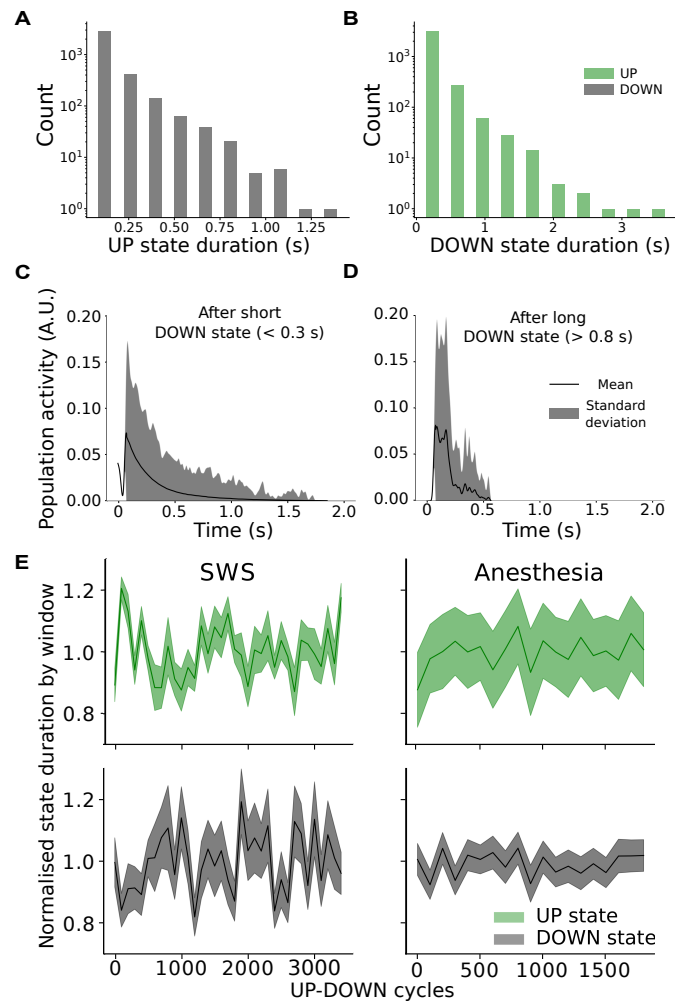 A
B
Count
10³
10²
10¹
10⁰
0.25 0.50 0.75 1.00 1.25
UP state duration (s)
Count
10³
10²
10¹
10⁰
0 1 2 3
DOWN state duration (s)
UP
DOWN
C
D
Population activity (A.U.)
0.20
0.15
0.10
0.05
0.00
0.0 0.5 1.0 1.5 2.0
Time (s)
After short
DOWN state (< 0.3 s)
0.20
0.15
0.10
0.05
0.00
0.0 0.5 1.0 1.5 2.0
Time (s)
After long
DOWN state (> 0.8 s)
Mean
Standard
deviation
E
SWS
Anesthesia
Normalised state duration by window
1.2
1.0
0.8
1.2
1.0
0.8
0 1000 2000 3000
0 500 1000 1500
UP state
DOWN state
UP-DOWN cycles